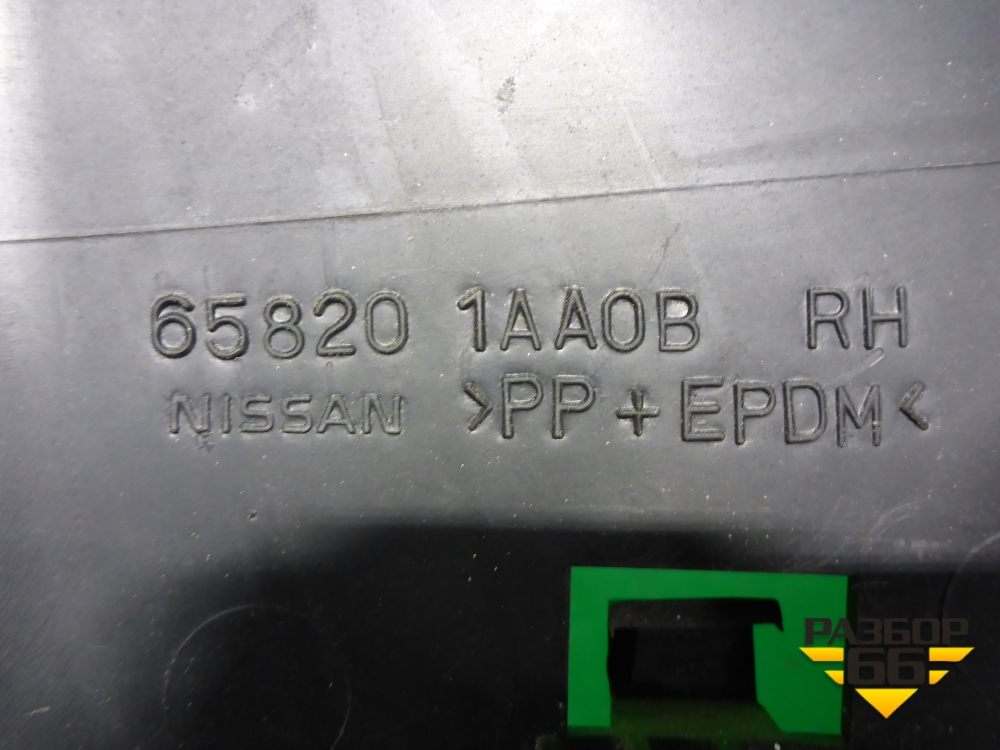 65820 1AA0B RH
NISSAN >PP+EPDM<
РАЗБОР
66